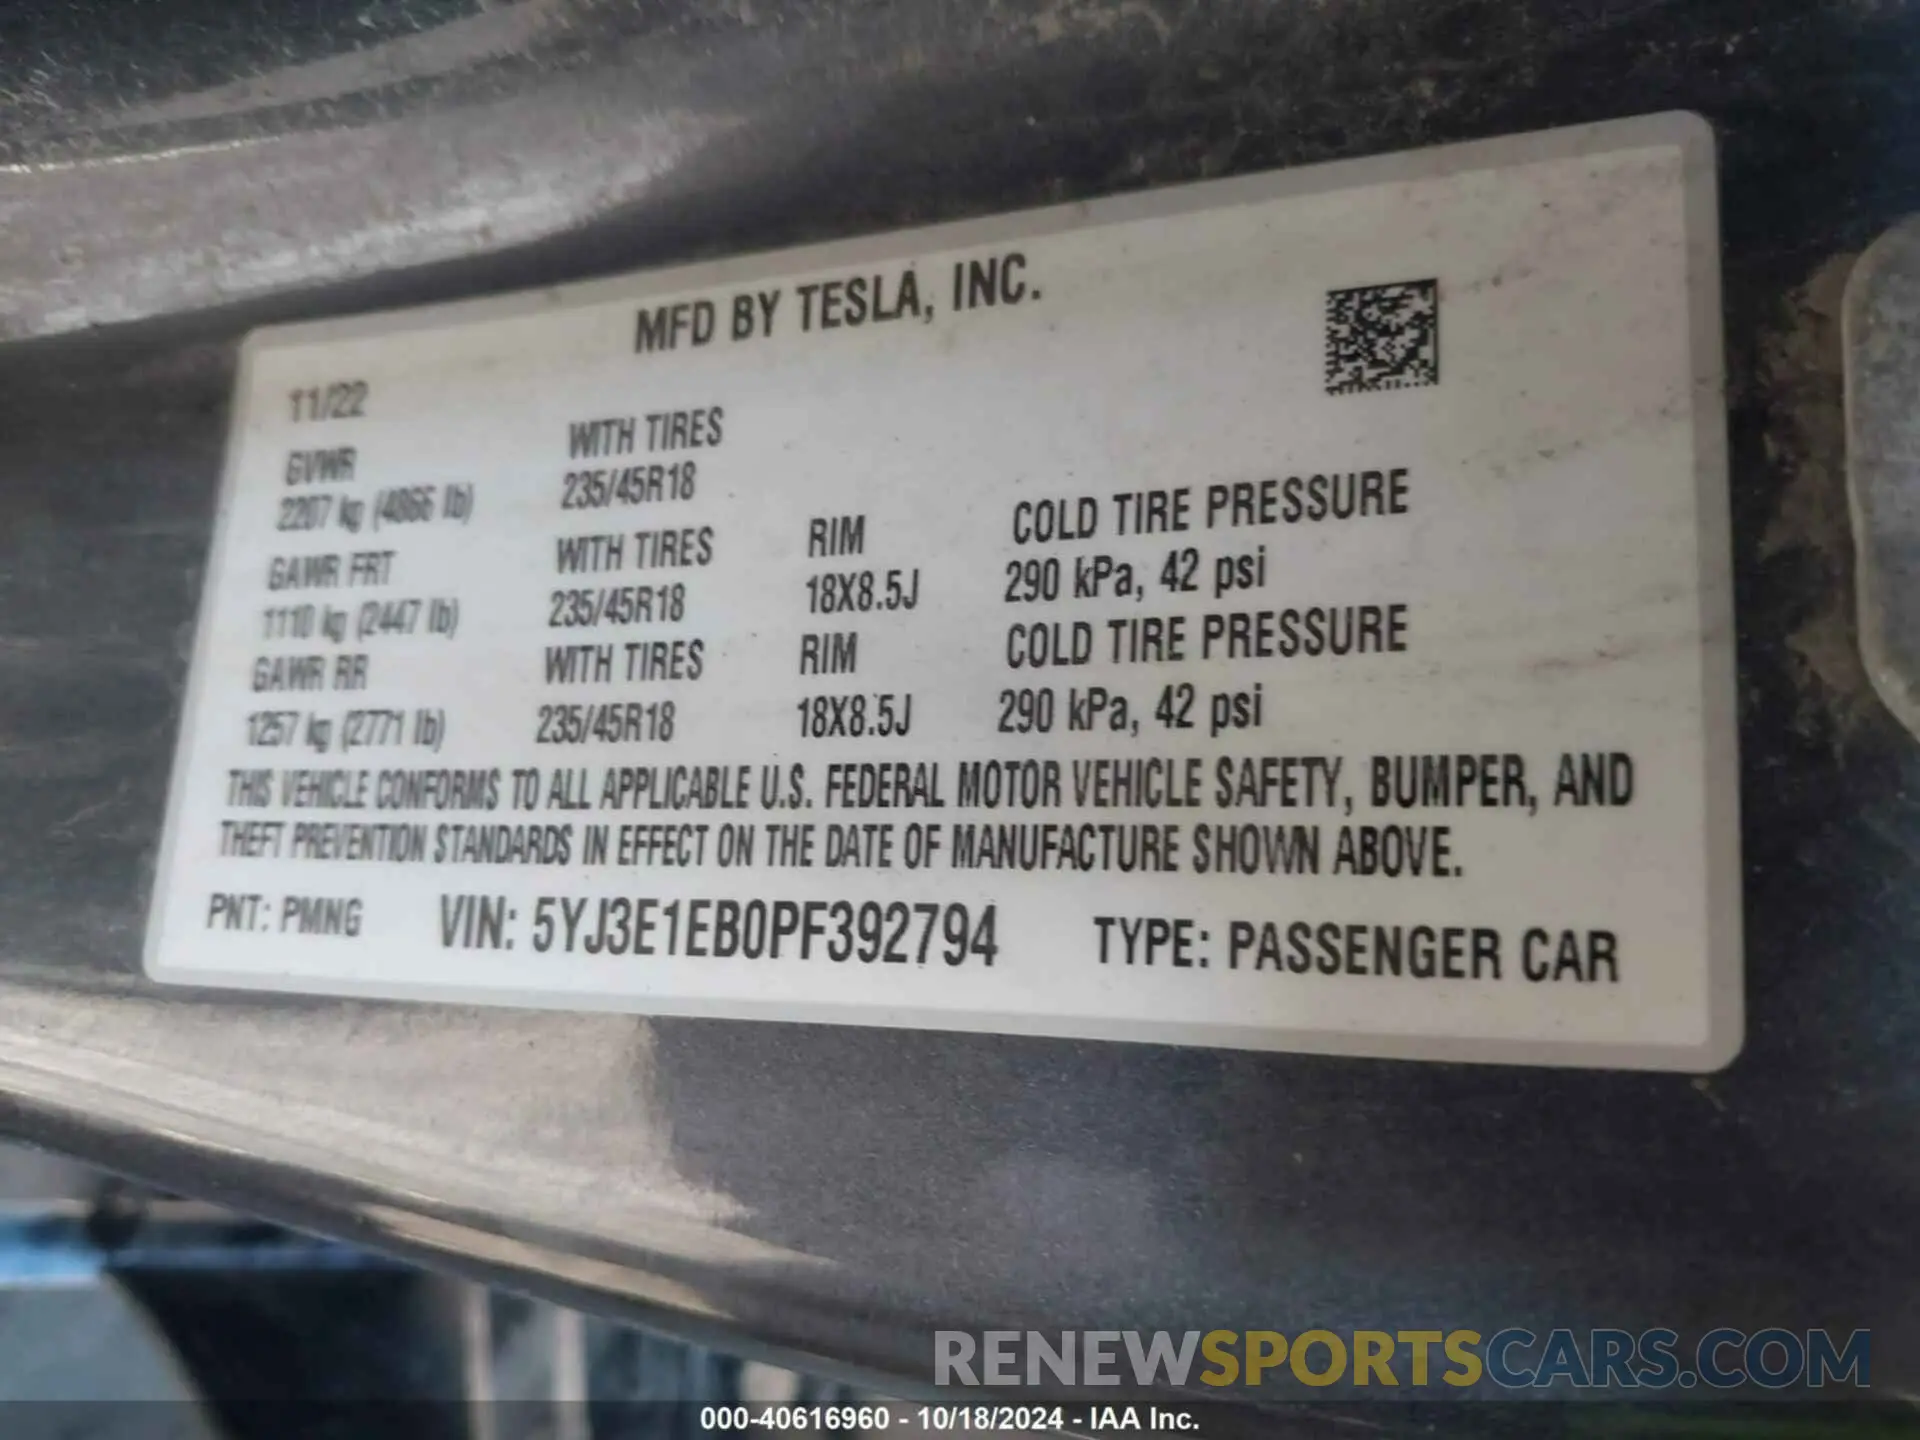 MFD BY TESLA, INC.
11/22
GVWR WITH TIRES
2207 kg (4866 lb) 235/45R18
GAWR FRT WITH TIRES RIM COLD TIRE PRESSURE
1110 kg (2447 lb) 235/45R18 18X8.5J 290 kPa, 42 psi
GAWR RR WITH TIRES RIM COLD TIRE PRESSURE
1257 kg (2771 lb) 235/45R18 18X8.5J 290 kPa, 42 psi
THIS VEHICLE CONFORMS TO ALL APPLICABLE U.S. FEDERAL MOTOR VEHICLE SAFETY, BUMPER, AND
THEFT PREVENTION STANDARDS IN EFFECT ON THE DATE OF MANUFACTURE SHOWN ABOVE.
PNT: PMNG VIN: 5YJ3E1EB0PF392794 TYPE: PASSENGER CAR
RENEWSPORTSCARS.COM
000-40616960 - 10/18/2024 - IAA Inc.